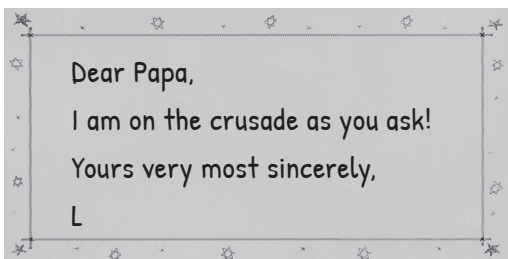 Dear Papa,
I am on the crusade as you ask!
Yours very most sincerely,
L